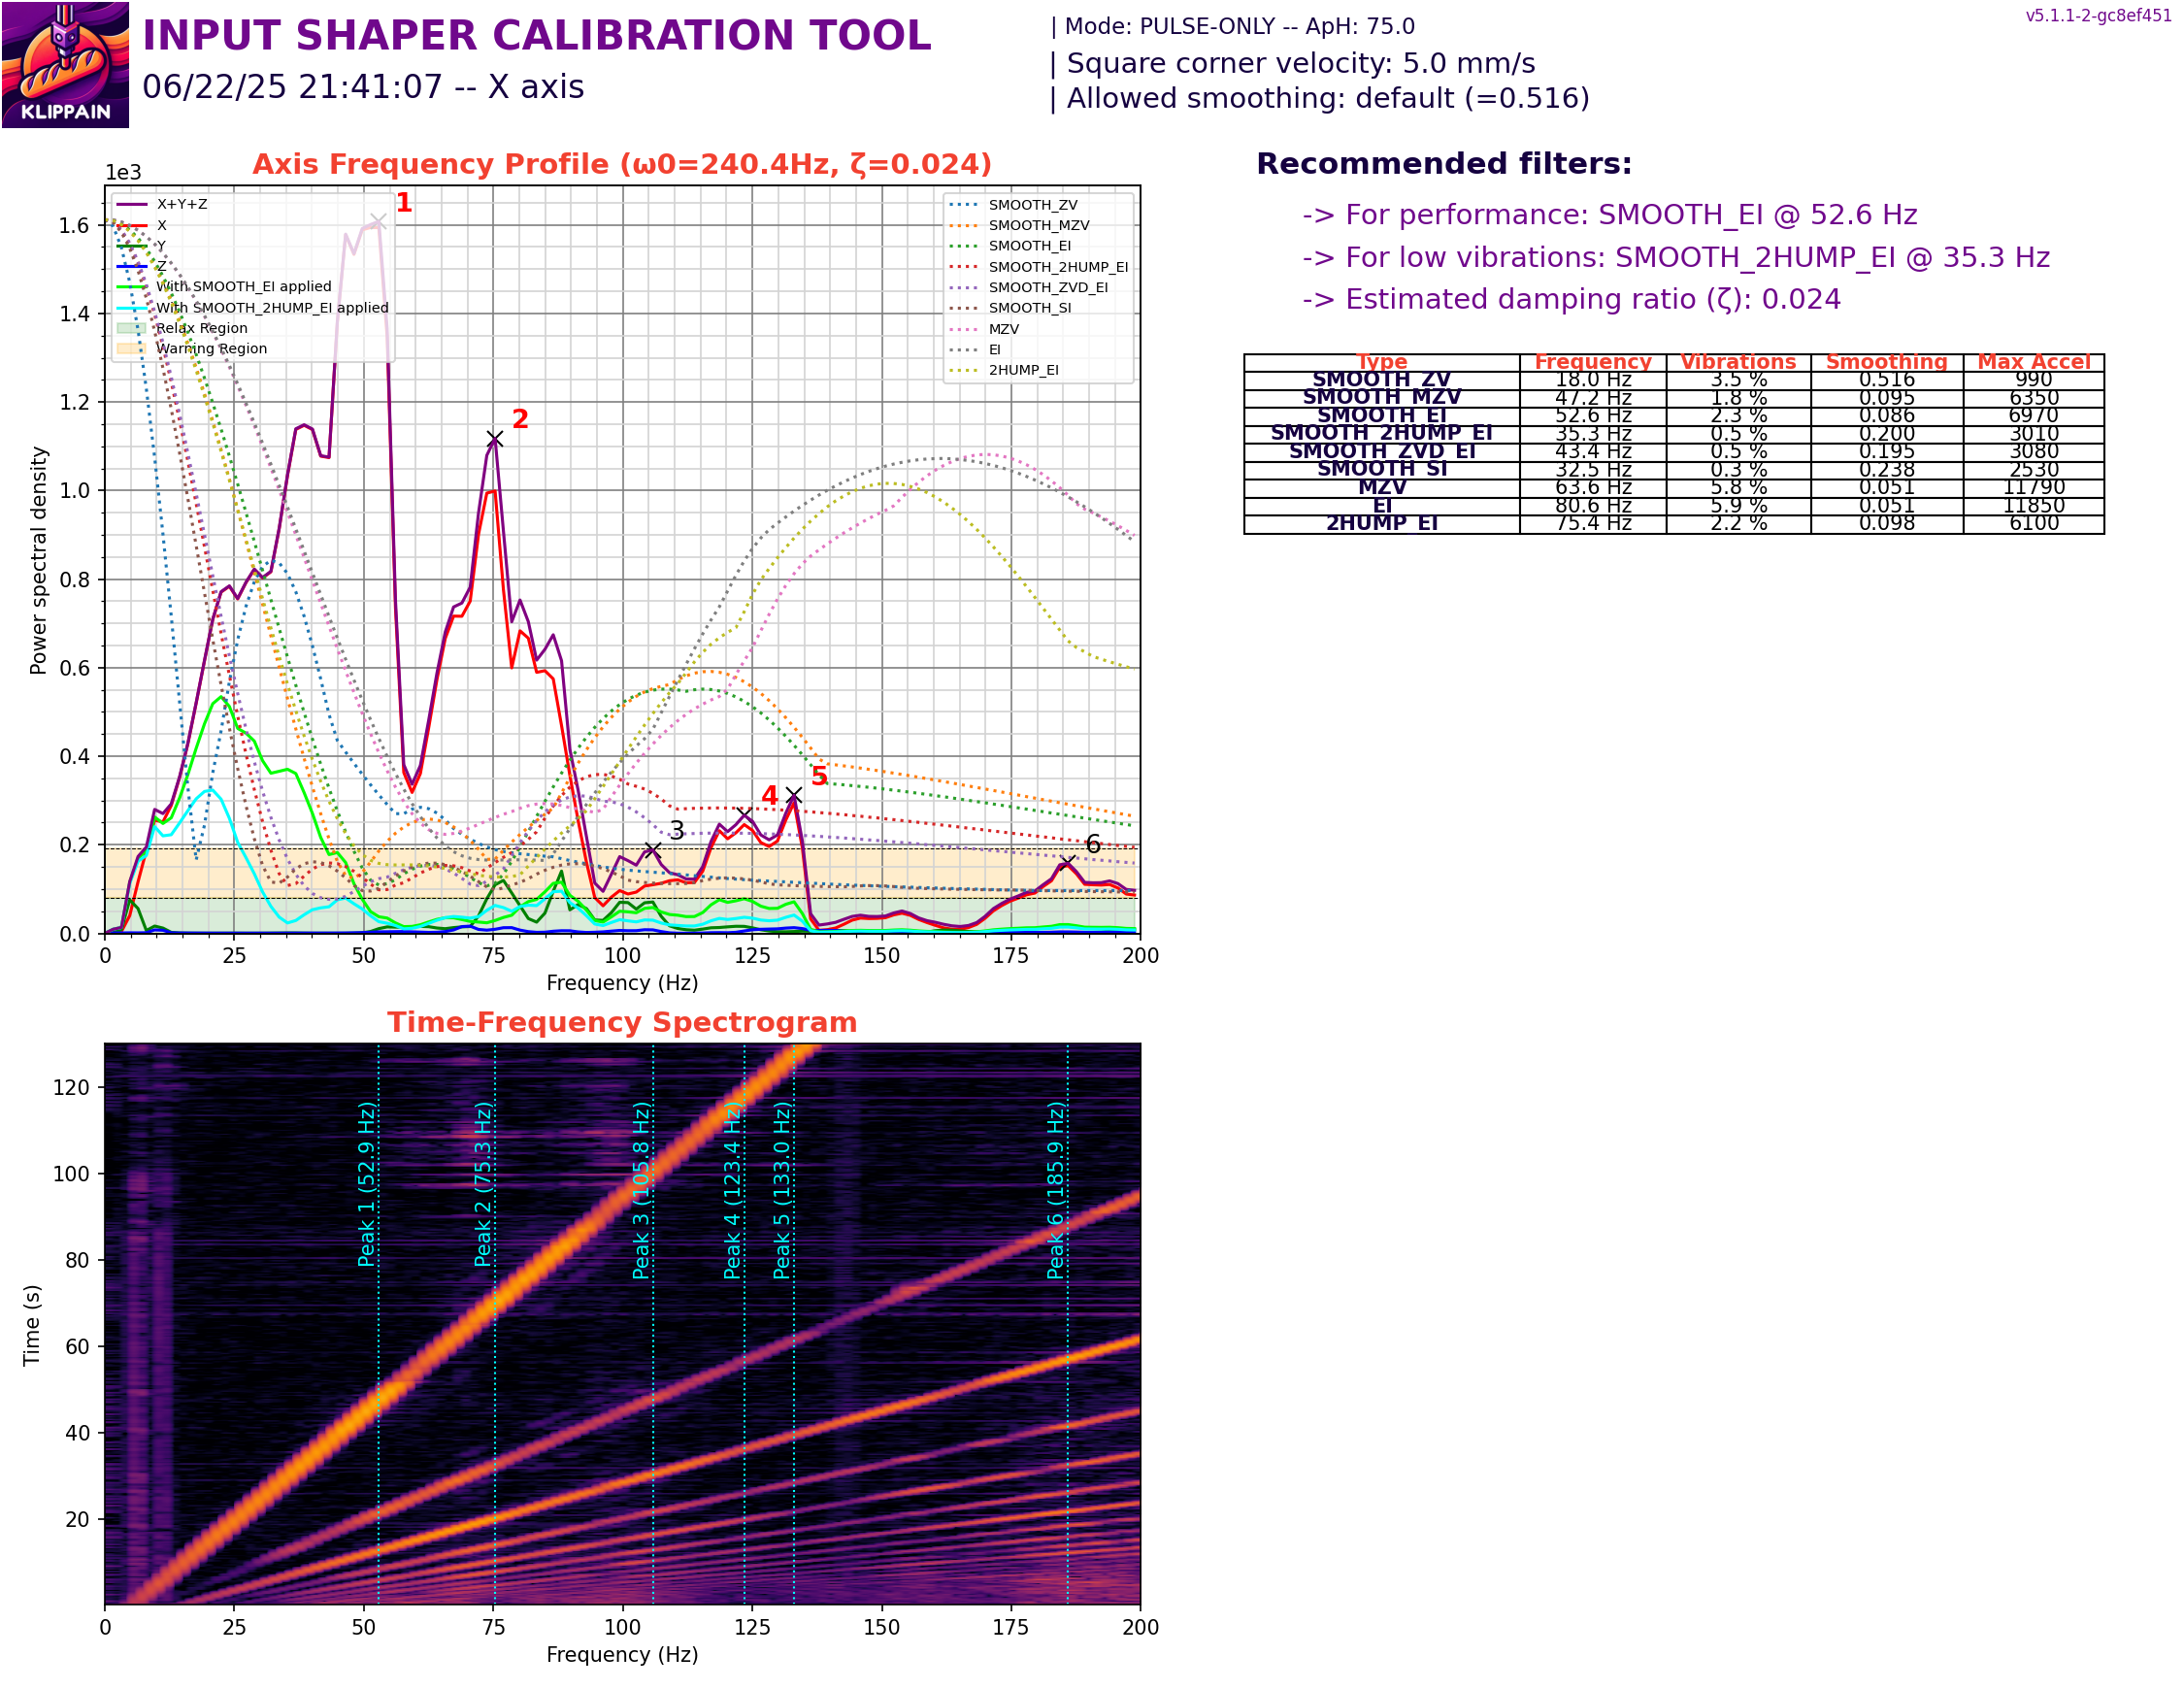 KLIPPAIN
INPUT SHAPER CALIBRATION TOOL
06/22/25 21:41:07 -- X axis
| Mode: PULSE-ONLY -- ApH: 75.0
| Square corner velocity: 5.0 mm/s
| Allowed smoothing: default (=0.516)
v5.1.1-2-gc8ef451
Axis Frequency Profile (ω0=240.4Hz, ζ=0.024)
1e3
X+Y+Z
X
Y
Z
With SMOOTH_EI applied
With SMOOTH_2HUMP_EI applied
Relax Region
Warning Region
SMOOTH_ZV
SMOOTH_MZV
SMOOTH_EI
SMOOTH_2HUMP_EI
SMOOTH_ZVD_EI
SMOOTH_SI
MZV
EI
2HUMP_EI
1
2
3
4
5
6
Power spectral density
1.6
1.4
1.2
1.0
0.8
0.6
0.4
0.2
0.0
0 25 50 75 100 125 150 175 200
Frequency (Hz)
Recommended filters:
-> For performance: SMOOTH_EI @ 52.6 Hz
-> For low vibrations: SMOOTH_2HUMP_EI @ 35.3 Hz
-> Estimated damping ratio (ζ): 0.024
Type Frequency Vibrations Smoothing Max Accel
SMOOTH_ZV 18.0 Hz 3.5 % 0.516 990
SMOOTH_MZV 47.2 Hz 1.8 % 0.095 6350
SMOOTH_EI 52.6 Hz 2.3 % 0.086 6970
SMOOTH_2HUMP_EI 35.3 Hz 0.5 % 0.200 3010
SMOOTH_ZVD_EI 43.4 Hz 0.5 % 0.195 3080
SMOOTH_SI 32.5 Hz 0.3 % 0.238 2530
MZV 63.6 Hz 5.8 % 0.051 11790
EI 80.6 Hz 5.9 % 0.051 11850
2HUMP_EI 75.4 Hz 2.2 % 0.098 6100
Time-Frequency Spectrogram
Time (s)
120
100
80
60
40
20
Peak 1 (52.9 Hz)
Peak 2 (75.3 Hz)
Peak 3 (105.8 Hz)
Peak 4 (123.4 Hz)
Peak 5 (133.0 Hz)
Peak 6 (185.9 Hz)
0 25 50 75 100 125 150 175 200
Frequency (Hz)